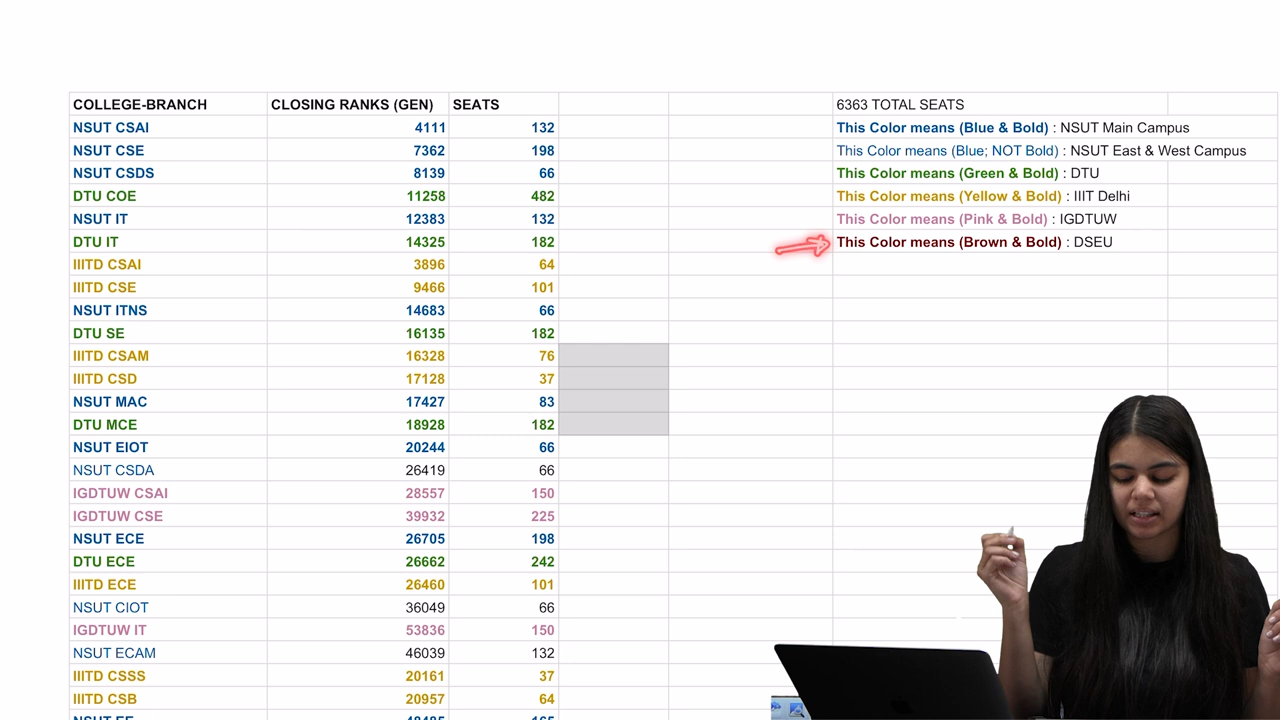 COLLEGE-BRANCH CLOSING RANKS (GEN) SEATS 6363 TOTAL SEATS
NSUT CSAI 4111 132 This Color means (Blue & Bold) : NSUT Main Campus
NSUT CSE 7362 198 This Color means (Blue; NOT Bold) : NSUT East & West Campus
NSUT CSDS 8139 66 This Color means (Green & Bold) : DTU
DTU COE 11258 482 This Color means (Yellow & Bold) : IIIT Delhi
NSUT IT 12383 132 This Color means (Pink & Bold) : IGDTUW
DTU IT 14325 182 This Color means (Brown & Bold) : DSEU
IIITD CSAI 3896 64
IIITD CSE 9466 101
NSUT ITNS 14683 66
DTU SE 16135 182
IIITD CSAM 16328 76
IIITD CSD 17128 37
NSUT MAC 17427 83
DTU MCE 18928 182
NSUT EIOT 20244 66
NSUT CSDA 26419 66
IGDTUW CSAI 28557 150
IGDTUW CSE 39932 225
NSUT ECE 26705 198
DTU ECE 26662 242
IIITD ECE 26460 101
NSUT CIOT 36049 66
IGDTUW IT 53836 150
NSUT ECAM 46039 132
IIITD CSSS 20161 37
IIITD CSB 20957 64
NSUT EE 48485 165